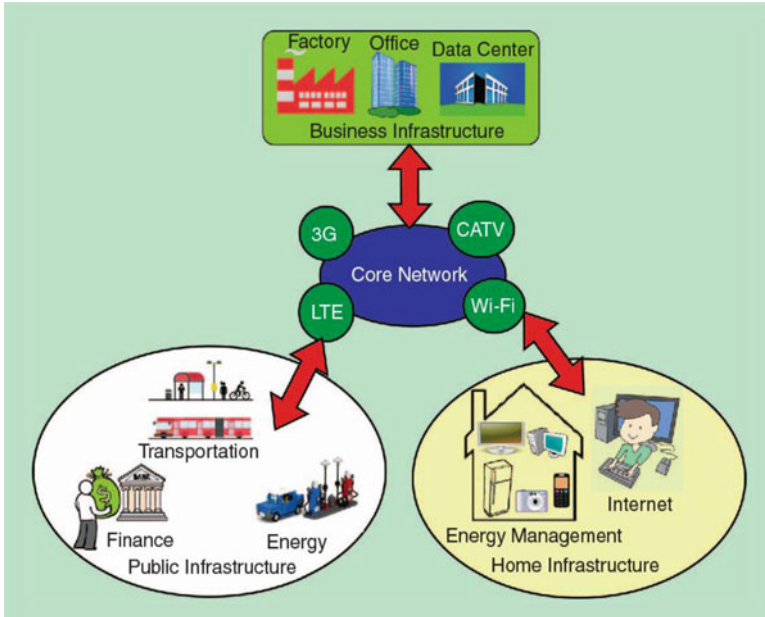 Factory Office Data Center
Business Infrastructure
3G CATV
Core Network
LTE Wi-Fi
Transportation
BANK
$
Finance Energy
Public Infrastructure
Internet
Energy Management
Home Infrastructure